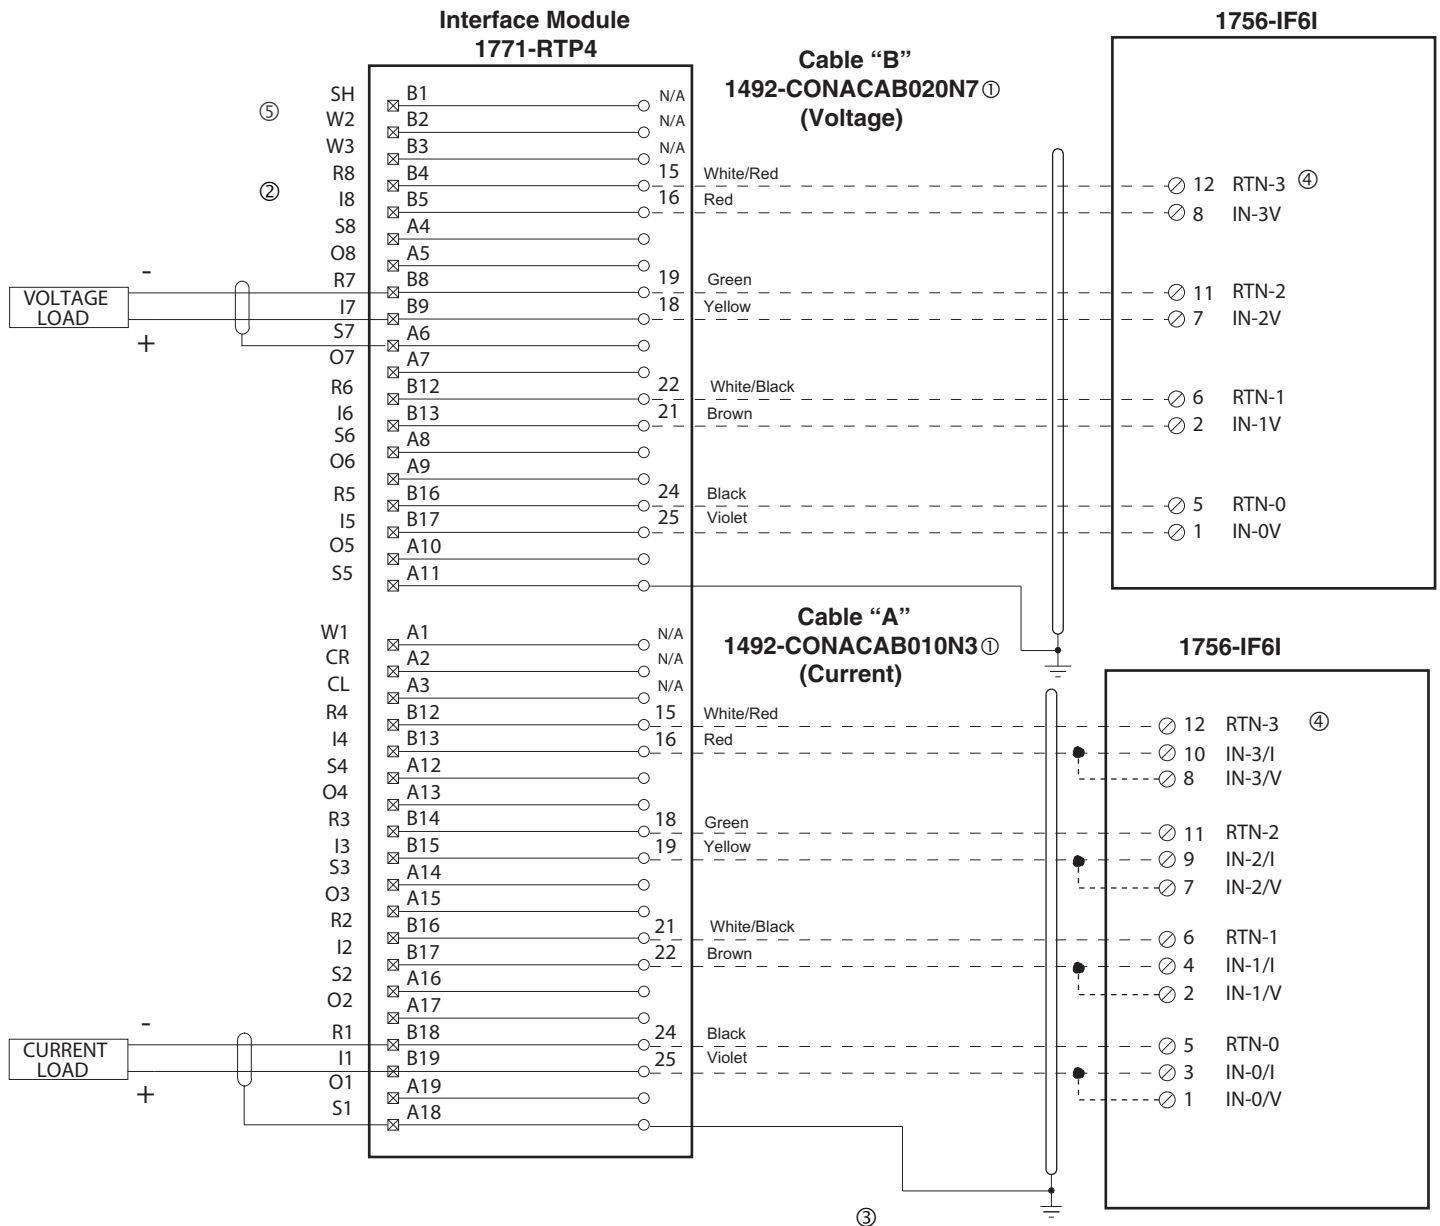 Interface Module
1771-RTP4
1756-IF6I
Cable “B”
1492-CONACAB020N7①
(Voltage)
SH B1 N/A
⑤
W2 B2 N/A
W3 B3 N/A
R8 B4 15 White/Red 12 RTN-3 ④
②
I8 B5 16 Red 8 IN-3V
S8 A4
O8 A5
-
R7 B8 19 Green 11 RTN-2
VOLTAGE
LOAD
I7 B9 18 Yellow 7 IN-2V
+
S7 A6
O7 A7
R6 B12 22 White/Black 6 RTN-1
I6 B13 21 Brown 2 IN-1V
S6 A8
O6 A9
R5 B16 24 Black 5 RTN-0
I5 B17 25 Violet 1 IN-0V
O5 A10
S5 A11
Cable “A”
1492-CONACAB010N3①
(Current)
1756-IF6I
W1 A1 N/A
CR A2 N/A
CL A3 N/A
R4 B12 15 White/Red 12 RTN-3 ④
I4 B13 16 Red 10 IN-3/I
8 IN-3/V
S4 A12
O4 A13
R3 B14 18 Green 11 RTN-2
I3 B15 19 Yellow 9 IN-2/I
7 IN-2/V
S3 A14
O3 A15
R2 B16 21 White/Black 6 RTN-1
I2 B17 22 Brown 4 IN-1/I
2 IN-1/V
S2 A16
O2 A17
-
R1 B18 24 Black 5 RTN-0
CURRENT
LOAD
I1 B19 25 Violet 3 IN-0/I
1 IN-0/V
+
O1 A19
S1 A18
③